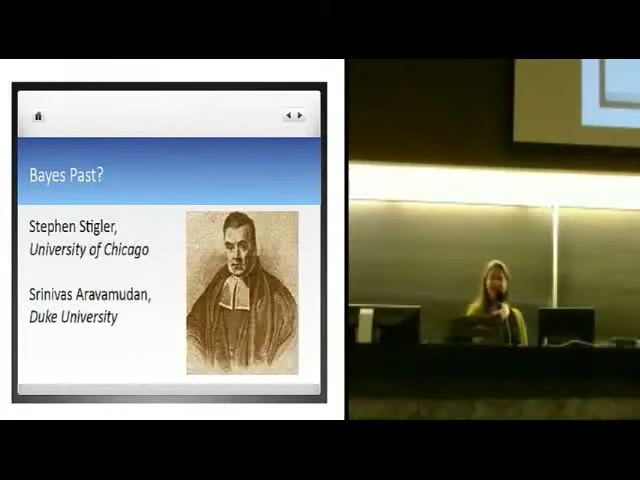 Bayes Past?
Stephen Stigler,
University of Chicago
Srinivas Aravamudan,
Duke University